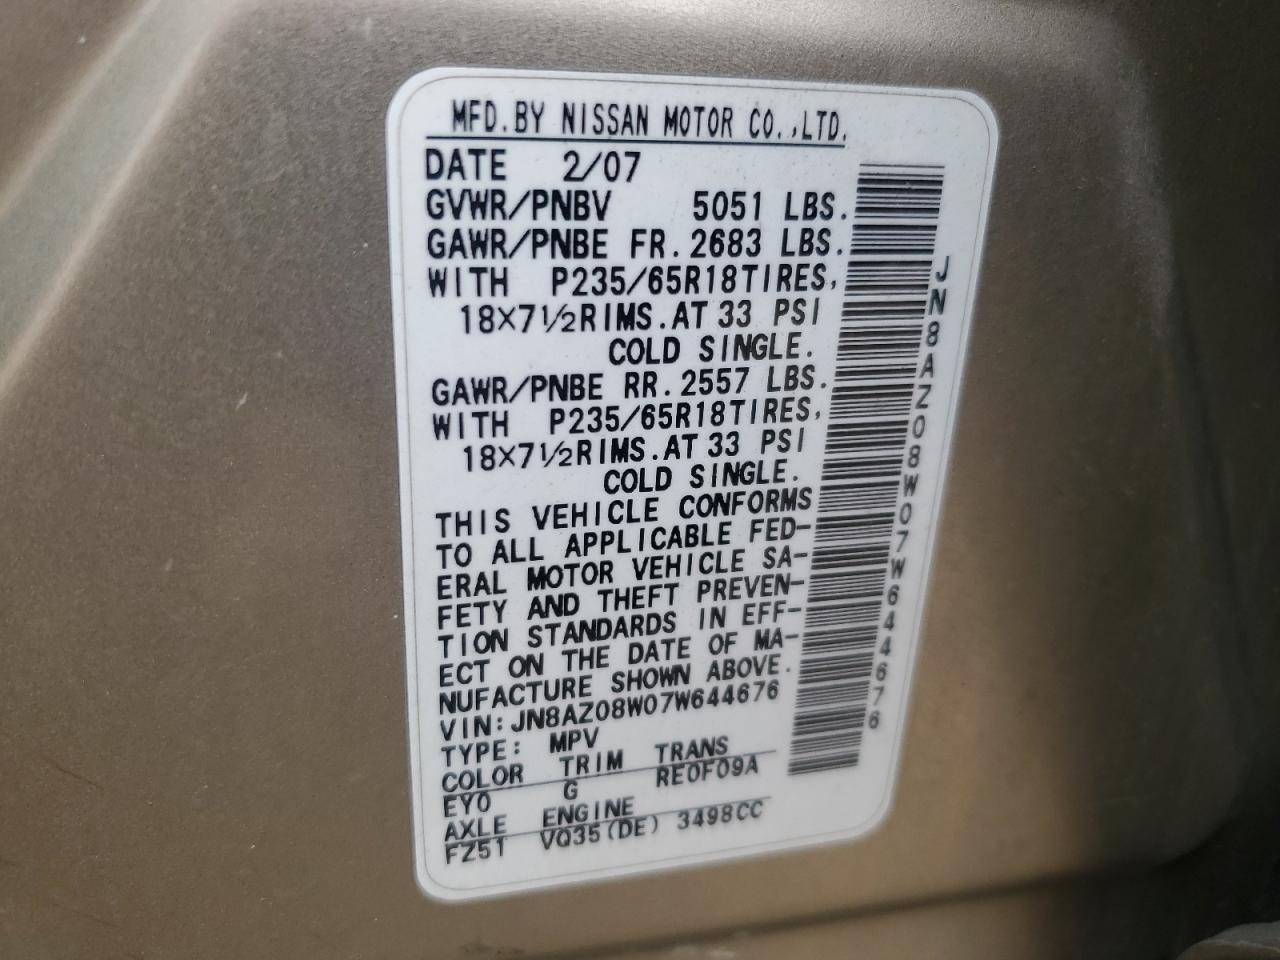 MFD.BY NISSAN MOTOR CO.,LTD.
DATE 2/07
GVWR/PNBV 5051 LBS.
GAWR/PNBE FR. 2683 LBS.
WITH P235/65R18TIRES,
18×7½RIMS.AT 33 PSI
COLD SINGLE.
GAWR/PNBE RR. 2557 LBS.
WITH P235/65R18TIRES,
18×7½RIMS.AT 33 PSI
COLD SINGLE.
THIS VEHICLE CONFORMS
TO ALL APPLICABLE FED-
ERAL MOTOR VEHICLE SA-
FETY AND THEFT PREVEN-
TION STANDARDS IN EFF-
ECT ON THE DATE OF MA-
NUFACTURE SHOWN ABOVE.
VIN:JN8AZ08W07W644676
TYPE: MPV
COLOR TRIM TRANS
EY0 G RE0F09A
AXLE ENGINE
FZ51 VQ35(DE) 3498CC
JN8AZ08W07W644676